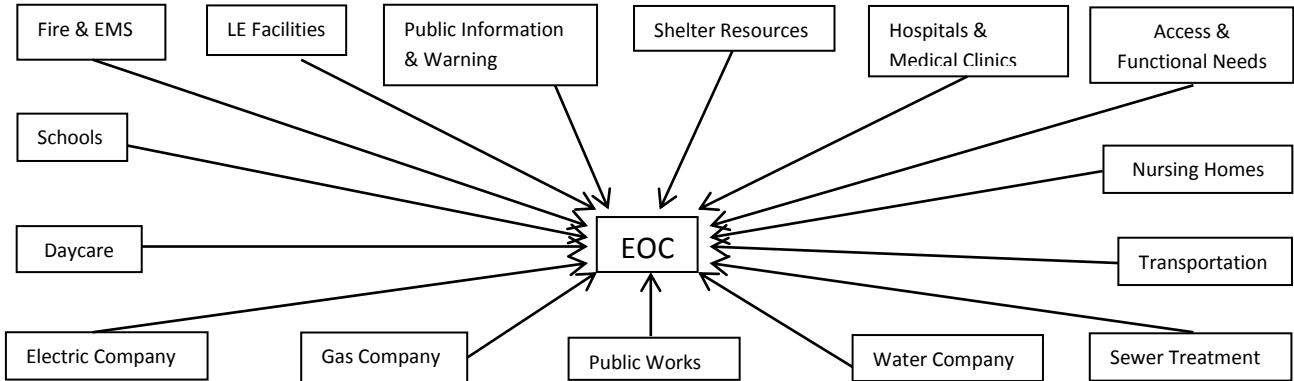 Fire & EMS
LE Facilities
Public Information
& Warning
Shelter Resources
Hospitals &
Medical Clinics
Access &
Functional Needs
Schools
Nursing Homes
Daycare
EOC
Transportation
Electric Company
Gas Company
Public Works
Water Company
Sewer Treatment